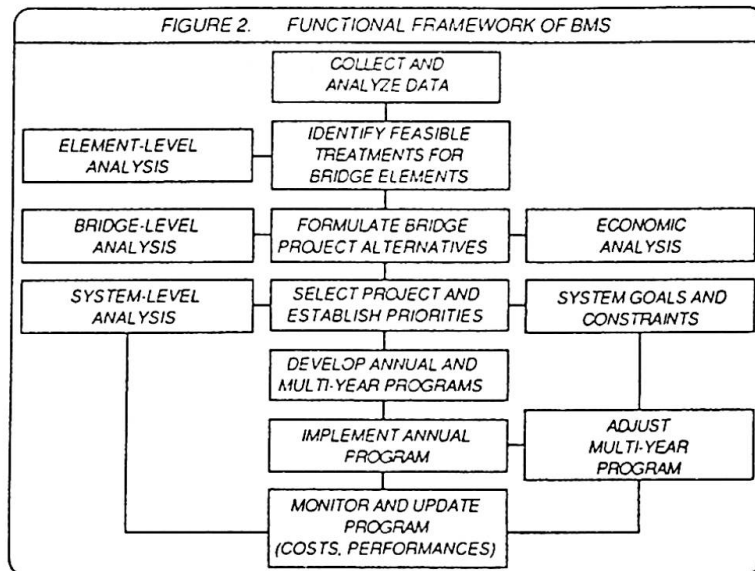 FIGURE 2. FUNCTIONAL FRAMEWORK OF BMS
COLLECT AND
ANALYZE DATA
ELEMENT-LEVEL
ANALYSIS
IDENTIFY FEASIBLE
TREATMENTS FOR
BRIDGE ELEMENTS
BRIDGE-LEVEL
ANALYSIS
FORMULATE BRIDGE
PROJECT ALTERNATIVES
ECONOMIC
ANALYSIS
SYSTEM-LEVEL
ANALYSIS
SELECT PROJECT AND
ESTABLISH PRIORITIES
SYSTEM GOALS AND
CONSTRAINTS
DEVELOP ANNUAL AND
MULTI-YEAR PROGRAMS
IMPLEMENT ANNUAL
PROGRAM
ADJUST
MULTI-YEAR
PROGRAM
MONITOR AND UPDATE
PROGRAM
(COSTS, PERFORMANCES)